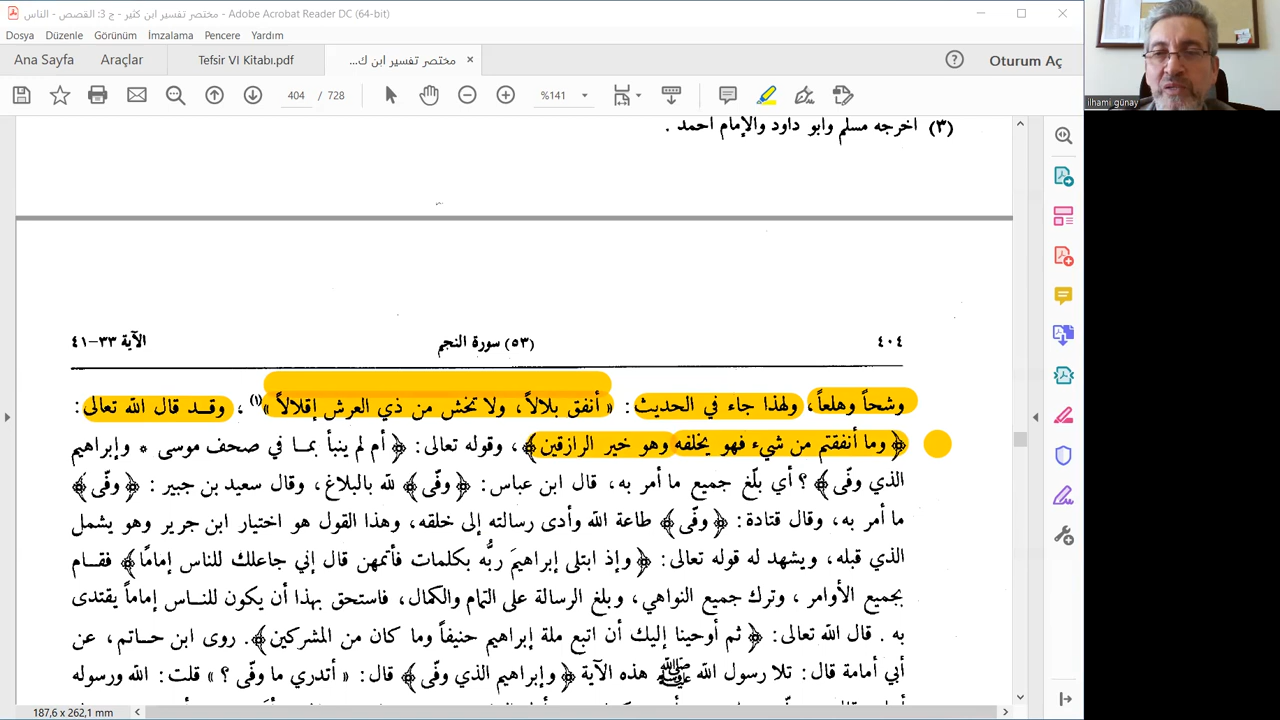 مختصر تفسير ابن كثير - ج 3: القصص - الناس - Adobe Acrobat Reader DC (64-bit)
Dosya Düzenle Görünüm İmzalama Pencere Yardım
Ana Sayfa Araçlar Tefsir VI Kitabı.pdf مختصر تفسير ابن ك... × Oturum Aç
404 / 728 %141
ilhami.günay
(٣) اخرجه مسلم وابو داود والإمام احمد .
٤٠٤ (٥٣) سورة النجم الآية ٣٣-٤١
وشحاً وهلعاً، ولهذا جاء في الحديث : « أنفق بلالاً، ولا تخش من ذي العرش إقلالاً » (١) ، وقـد قال الله تعالى :
﴿ وما أنفقتم من شيء فهو يخلفه وهو خير الرازقين ﴾ ، وقوله تعالى : ﴿ أم لم ينبأ بمـا في صحف موسى * وإبراهيم
الذي وفّى ﴾ ؟ أي بلّغ جميع ما أمر به، قال ابن عباس : ﴿ وفّى ﴾ لله بالبلاغ، وقال سعيد بن جبير : ﴿ وفّى ﴾
ما أمر به، وقال قتادة : ﴿ وفّى ﴾ طاعة الله وأدى رسالته إلى خلقه، وهذا القول هو اختيار ابن جرير وهو يشمل
الذي قبله، ويشهد له قوله تعالى : ﴿ وإذ ابتلى إبراهيمَ ربُّه بكلمات فأتمهن قال إني جاعلك للناس إمامًا ﴾ فقـام
بجميع الأوامر ، وترك جميع النواهي، وبلغ الرسالة على التمام والكمال، فاستحق بهذا أن يكون للنـاس إماماً يقتدى
به . قال الله تعالى : ﴿ ثم أوحينا إليك أن اتبع ملة إبراهيم حنيفاً وما كان من المشركين ﴾. روى ابن حـاتم، عن
أبي أمامة قال : تلا رسول الله ﷺ هذه الآية ﴿ وإبراهيم الذي وفّى ﴾ قال : « أتدري ما وفّى ؟ » قلت : الله ورسوله
187,6 x 262,1 mm